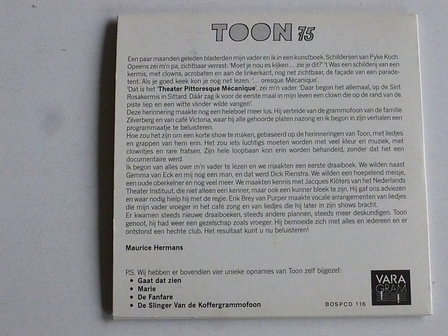 TOON 75
Een paar maanden geleden bladerden mijn vader en ik in een kunstboek. Schilderijen van Pyke Koch.
Opeens zei m'n pa, zichtbaar verrast: 'Moet je nou es kijken... zie je dit?' 't Was een schilderij van een
kermis, met clowns, acrobaten en aan de linkerkant, nog net zichtbaar, de façade van een parade-
tent. Als je goed keek kon je nog net lezen: '... oresque Mécanique'.
'Dat is het 'Theater Pittoresque Mécanique', zei m'n vader. 'Daar begon het allemaal, op de Sint
Rosakermis in Sittard. Dáár zag ik voor de eerste maal in mijn leven een clown die op de rand van de
piste liep en een witte vlinder wilde vangen'.
Deze herinnering maakte nog een heleboel meer los. Hij vertelde van de grammofoon van de familie
Zilverberg en van café Victoria, waar hij alle gehoorde platen nazong en ik begon in zijn verhalen een
programmaatje te beluisteren.
Hoe zou het zijn om een korte show te maken, gebaseerd op de herinneringen van Toon, met liedjes
en grappen van hem erin. Het zou iets luchtigs moeten worden met veel kleur en muziek, met
clowntjes en rare fratsen. Zijn hele loopbaan kon erin worden behandeld, zonder dat het een
documentaire werd.
Ik begon van alles over m'n vader te lezen en we maakten een eerste draaiboek. We wilden naast
Gemma van Eck en mij nog een man, en dat werd Dick Rienstra. We wilden een hoepelend meisje,
een oude oberkelner en nog veel meer. We maakten kennis met Jacques Klöters van het Nederlands
Theater Instituut, die niet alleen een kenner, maar ook een kunner bleek te zijn. Hij gaf ons adviezen
en waar nodig hielp hij met de regie. Erik Brey van Purper maakte vocale arrangementen van liedjes
die mijn vader vroeger in het café zong en van liedjes die hij later in zijn shows bracht.
Er kwamen steeds nieuwe draaiboeken, steeds andere plannen, steeds meer deskundigen. Toon
genoot, hij had weer een gezelschap zoals vroeger. Hij bemoeide zich met alles en iedereen en er
ontstond een hechte club. Het resultaat kunt u nu beluisteren!
Maurice Hermans
P.S. Wij hebben er bovendien vier unieke opnames van Toon zelf bijgezet:
• Gaat dat zien
• Marie
• De Fanfare
• De Slinger Van de Koffergrammofoon
VARA
GRAM
BOSPCD 116